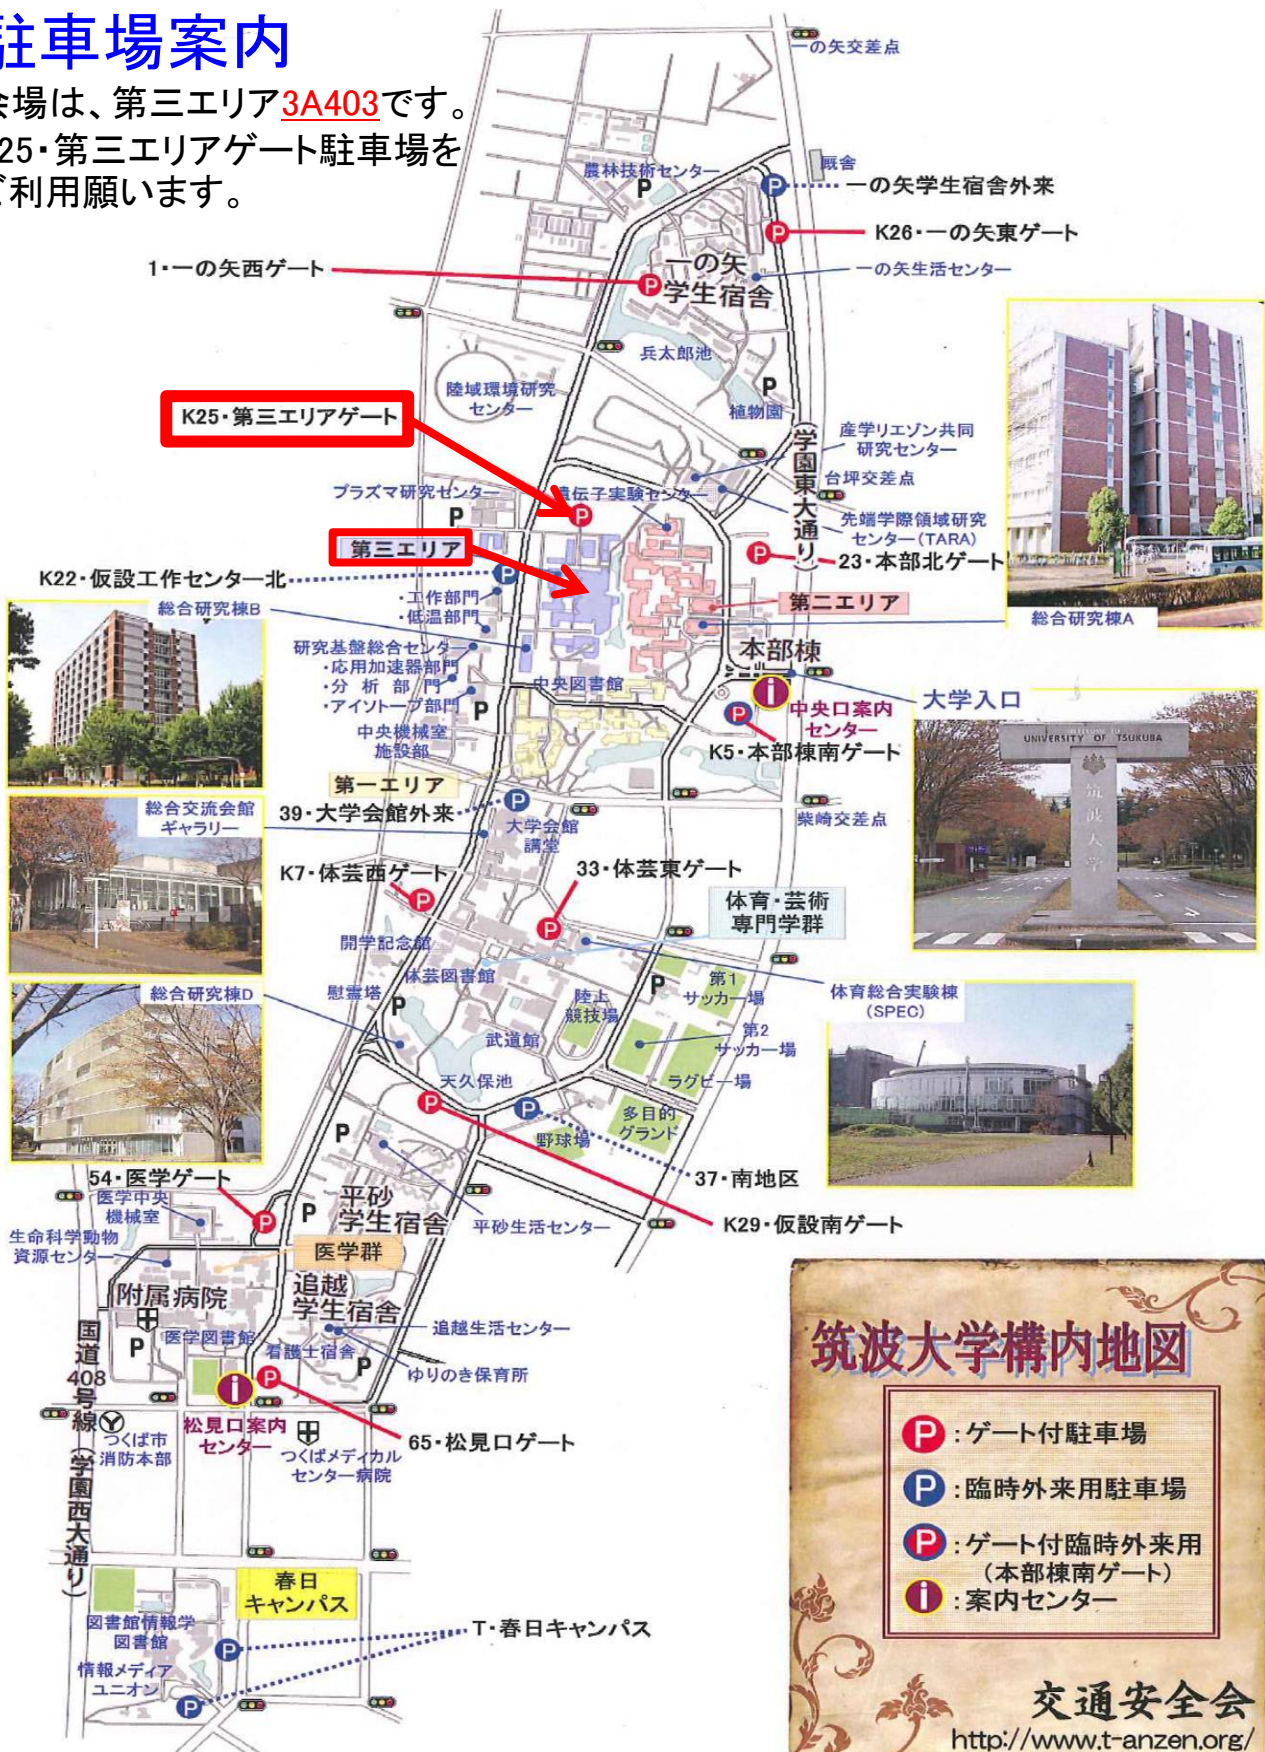 駐車場案内
会場は、第三エリア3A403です。
25・第三エリアゲート駐車場を
ご利用願います。
一の矢交差点
農林技術センター
P
厩舎
P
一の矢学生宿舎外来
P
K26・一の矢東ゲート
1・一の矢西ゲート
一の矢
学生宿舎
P
一の矢生活センター
兵太郎池
陸域環境研究
センター
P
植物園
K25・第三エリアゲート
(学園東大通り)
産学リエゾン共同
研究センター
台坪交差点
プラズマ研究センター
遺伝子実験センター
P
P
先端学際領域研究
センター(TARA)
第三エリア
P
23・本部北ゲート
K22・仮設工作センター北
P
・工作部門
・低温部門
第二エリア
総合研究棟A
総合研究棟B
研究基盤総合センター
・応用加速器部門
・分 析 部 門
・アイソトープ部門
本部棟
中央図書館
i
大学入口
P
P
中央口案内
センター
中央機械室
施設部
K5・本部棟南ゲート
UNIVERSITY OF TSUKUBA
筑波大学
第一エリア
総合交流会館
ギャラリー
39・大学会館外来
P
大学会館
講堂
柴崎交差点
K7・体芸西ゲート
P
33・体芸東ゲート
P
体育・芸術
専門学群
開学記念館
体芸図書館
総合研究棟D
慰霊塔
P
陸上
競技場
P
第1
サッカー場
体育総合実験棟
(SPEC)
武道館
第2
サッカー場
天久保池
ラグビー場
P
P
多目的
グランド
野球場
P
37・南地区
54・医学ゲート
医学中央
機械室
P
P
平砂
学生宿舎
平砂生活センター
K29・仮設南ゲート
生命科学動物
資源センター
医学群
附属病院
追越
学生宿舎
追越生活センター
P
医学図書館
看護士宿舎
P
ゆりのき保育所
国道408号線(学園西大通り)
i
P
つくば市
消防本部
松見口案内
センター
つくばメディカル
センター病院
65・松見口ゲート
春日
キャンパス
図書館情報学
図書館
P
T・春日キャンパス
情報メディア
ユニオン
P
筑波大学構内地図
P:ゲート付駐車場
P:臨時外来用駐車場
P:ゲート付臨時外来用
(本部棟南ゲート)
i:案内センター
交通安全会
http://www.t-anzen.org/